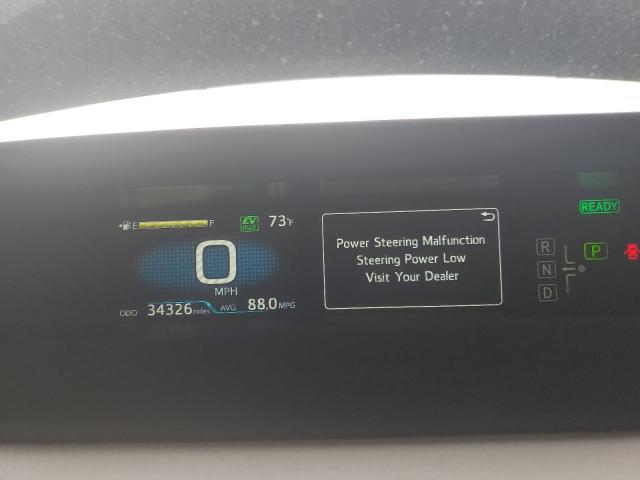 E F EV 73°F
0
MPH
ODO 34326 miles AVG. 88.0 MPG
Power Steering Malfunction
Steering Power Low
Visit Your Dealer
READY
R
N
D
P